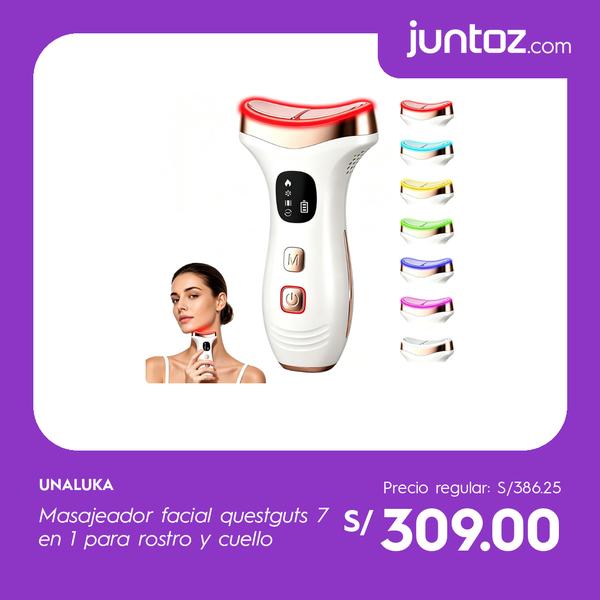 juntoz.com
M
UNALUKA
Masajeador facial questguts 7
en 1 para rostro y cuello
Precio regular: S/386.25
S/309.00